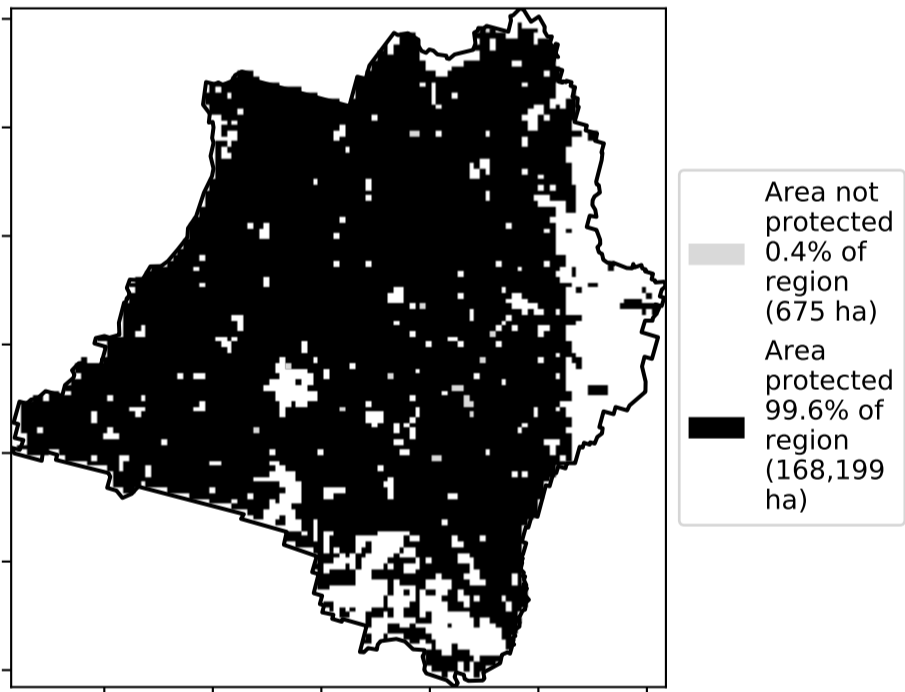 Area not
protected
0.4% of
region
(675 ha)
Area
protected
99.6% of
region
(168,199
ha)